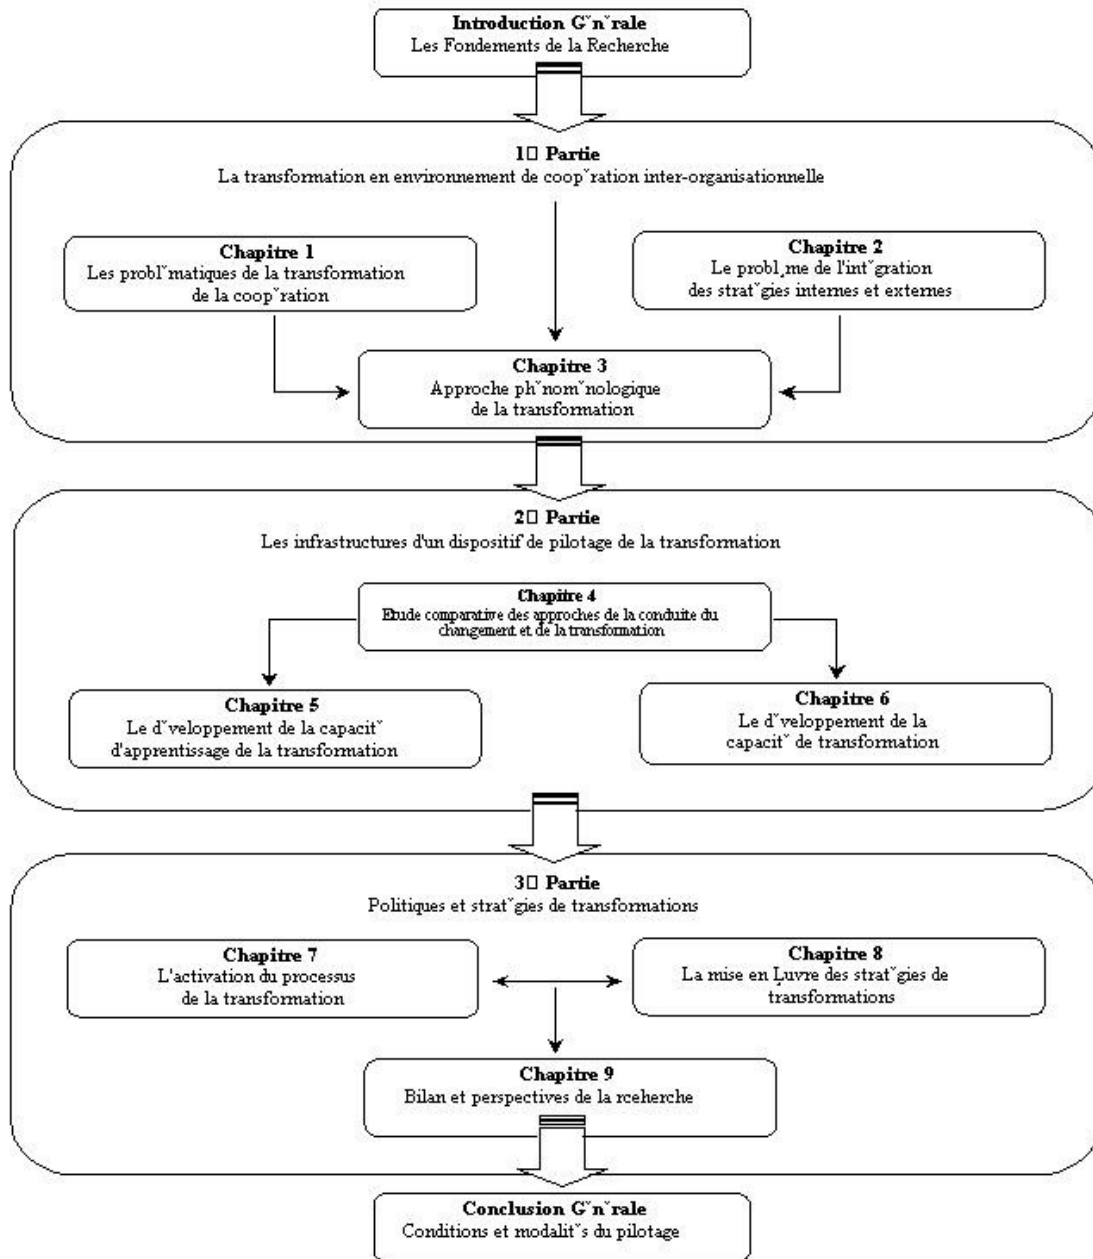 Introduction Gˇnˇrale
Les Fondements de la Recherche
1□ Partie
La transformation en environnement de coopˇration inter-organisationnelle
Chapitre 1
Les problˇmatiques de la transformation
de la coopˇration
Chapitre 2
Le probl¸me de l'intˇgration
des stratˇgies internes et externes
Chapitre 3
Approche phˇnomˇnologique
de la transformation
2□ Partie
Les infrastructures d'un dispositif de pilotage de la transformation
Chapitre 4
Etude comparative des approches de la conduite du
changement et de la transformation
Chapitre 5
Le dˇveloppement de la capacitˇ
d'apprentissage de la transformation
Chapitre 6
Le dˇveloppement de la
capacitˇ de transformation
3□ Partie
Politiques et stratˇgies de transformations
Chapitre 7
L'activation du processus
de la transformation
Chapitre 8
La mise en Ļuvre des stratˇgies de
transformations
Chapitre 9
Bilan et perspectives de la rceherche
Conclusion Gˇnˇrale
Conditions et modalitˇs du pilotage